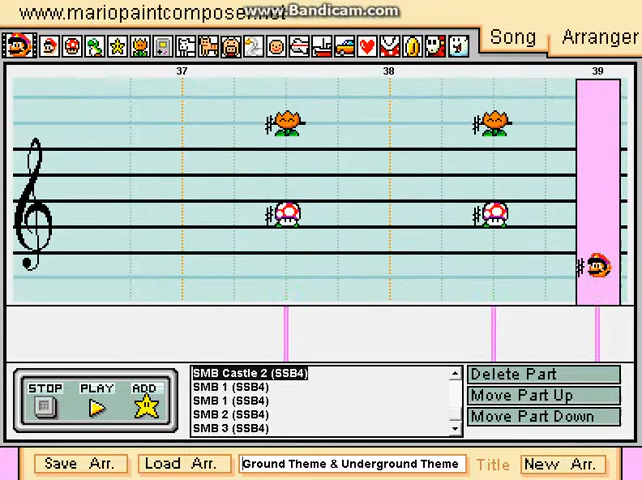 www.mariopaintcomposer.net
www.Bandicam.com
Song
Arranger
37
38
39
STOP
PLAY
ADD
SMB Castle 2 (SSB4)
SMB 1 (SSB4)
SMB 1 (SSB4)
SMB 2 (SSB4)
SMB 3 (SSB4)
Delete Part
Move Part Up
Move Part Down
Save Arr.
Load Arr.
Ground Theme & Underground Theme
Title
New Arr.